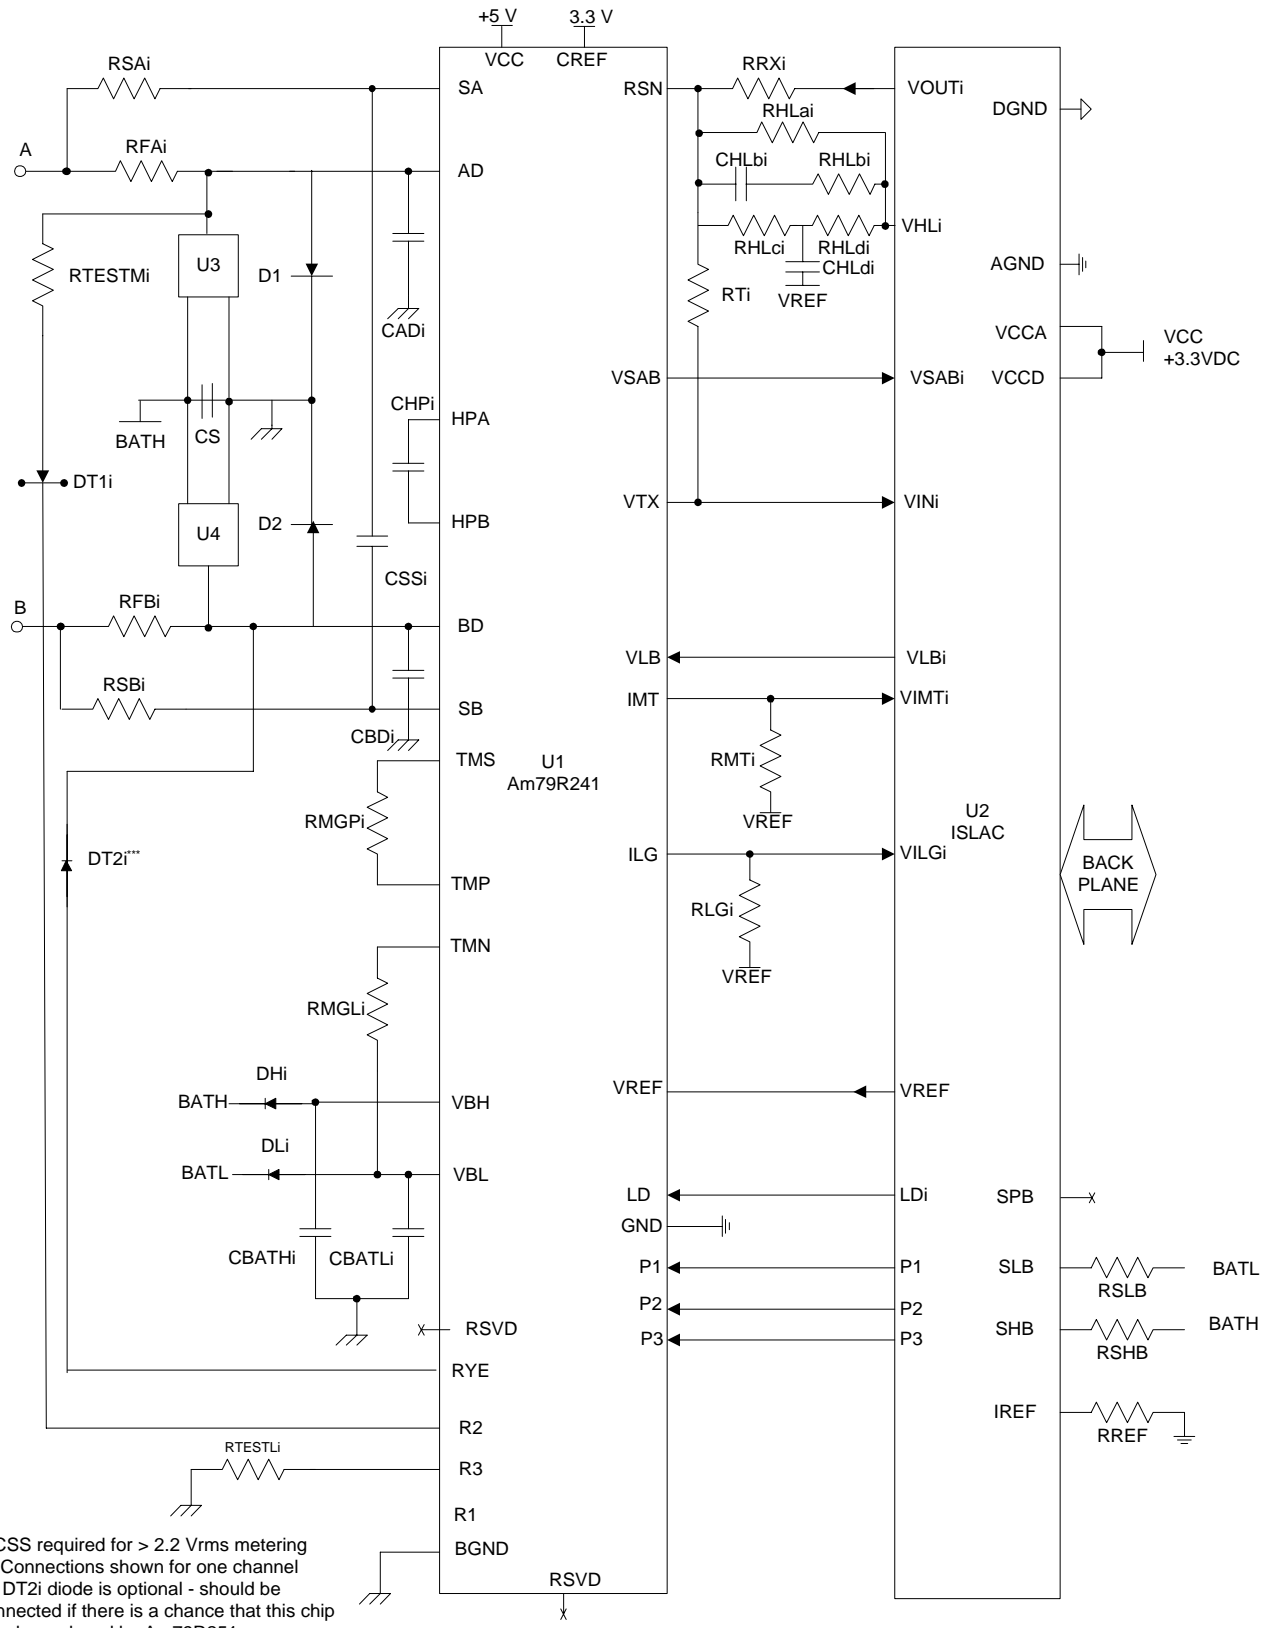 +5 V
3.3 V
VCC
CREF
RSAi
SA
RSN
RRXi
VOUTi
DGND
RHLai
A
RFAi
AD
CHLbi
RHLbi
VHLi
RHLci
RHLdi
CHLdi
VREF
RTESTMi
U3
D1
CADi
RTi
AGND
VCCA
VCC
+3.3VDC
VSAB
VSABi
VCCD
CHPi
HPA
BATH
CS
DT1i
VTX
VINi
U4
D2
HPB
CSSi
B
RFBi
BD
VLB
VLBi
RSBi
SB
IMT
VIMTi
CBDi
TMS
U1
Am79R241
RMTi
VREF
RMGPi
U2
ISLAC
DT2i***
ILG
VILGi
BACK
PLANE
TMP
RLGi
TMN
VREF
RMGLi
DHi
VREF
VREF
BATH
VBH
DLi
BATL
VBL
LD
LDi
SPB
GND
CBATHi
CBATLi
P1
P1
SLB
BATL
RSLB
P2
P2
RSVD
P3
P3
SHB
BATH
RSHB
RYE
IREF
RREF
R2
RTESTLi
R3
R1
CSS required for > 2.2 Vrms metering
BGND
Connections shown for one channel
RSVD
DT2i diode is optional - should be
nnected if there is a chance that this chip